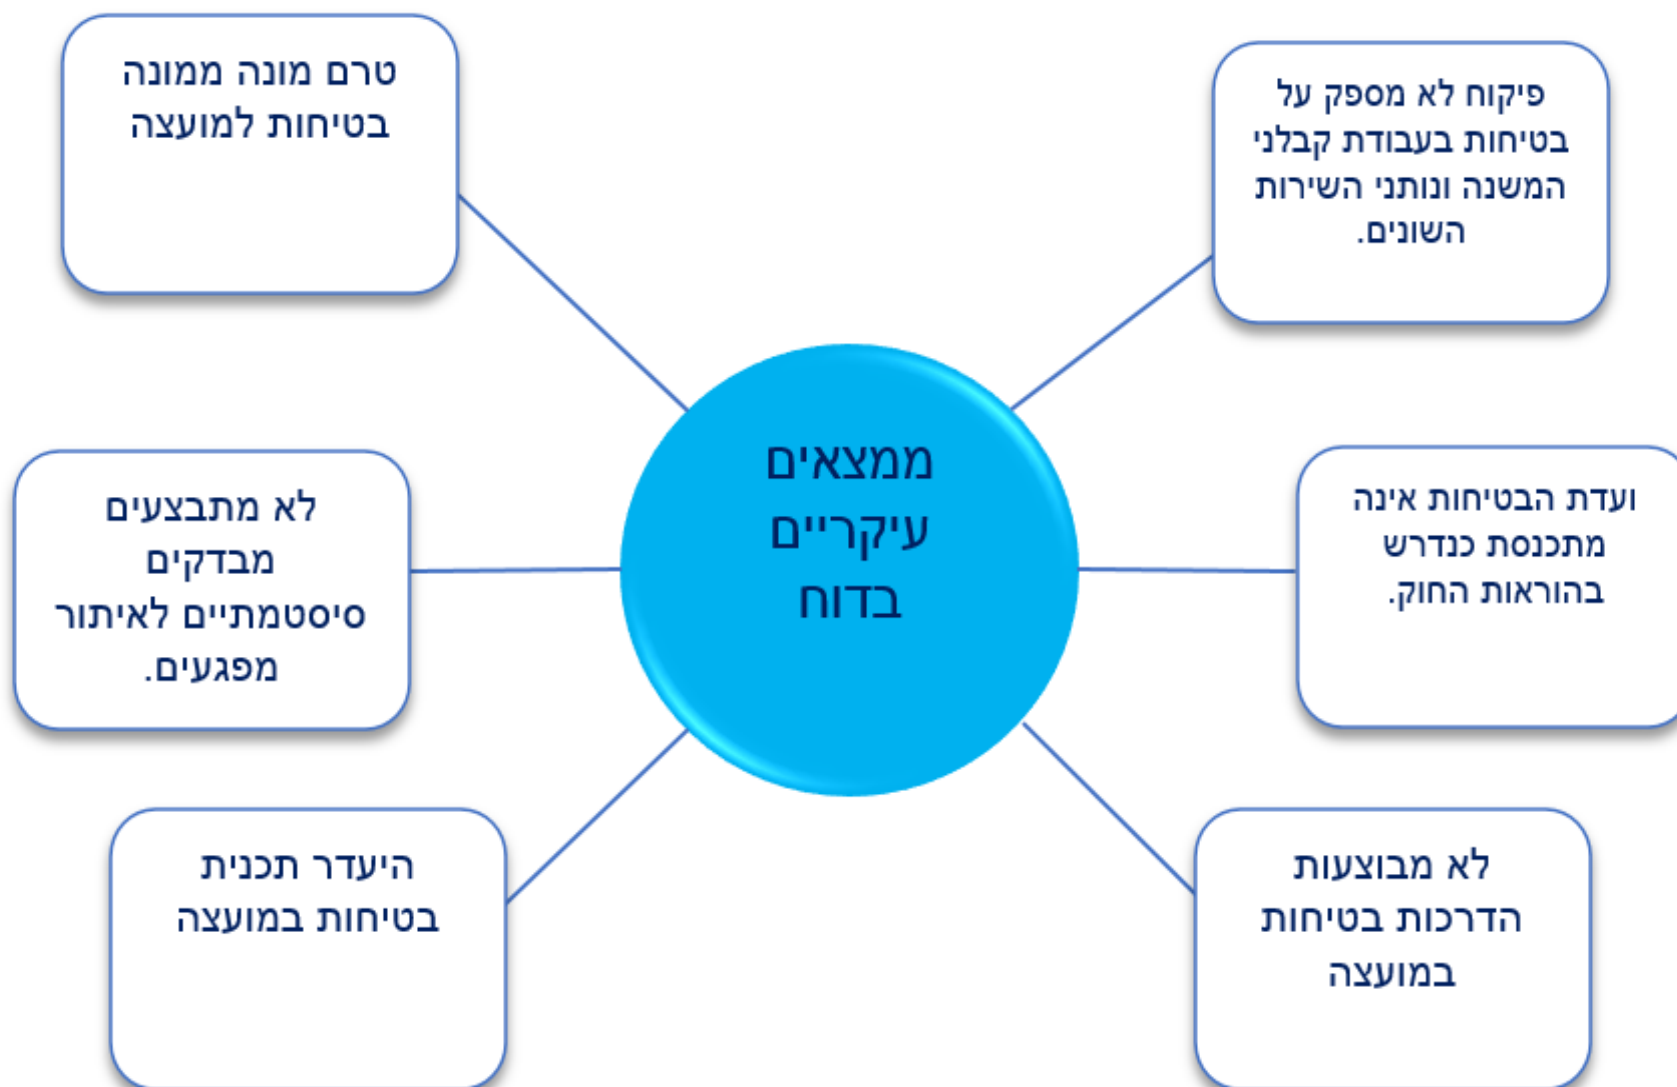 פיקוח לא מספק על
בטיחות בעבודת קבלני
המשנה ונותני השירות
השונים.
טרם מונה ממונה
בטיחות למועצה
ממצאים
עיקריים
בדוח
ועדת הבטיחות אינה
מתכנסת כנדרש
בהוראות החוק.
לא מתבצעים
מבדקים
סיסטמתיים לאיתור
מפגעים.
לא מבוצעות
הדרכות בטיחות
במועצה
היעדר תכנית
בטיחות במועצה